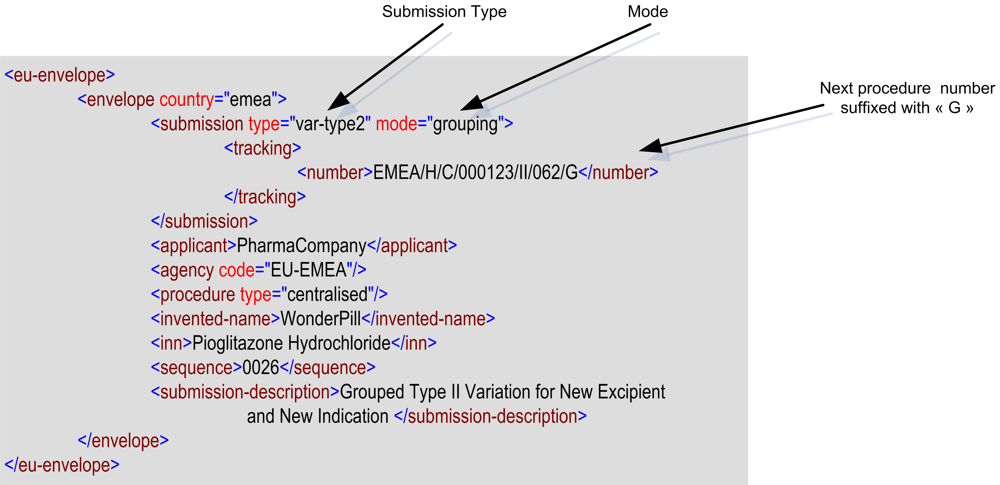 Submission Type
Mode
Next procedure  number
suffixed with « G »
<eu-envelope>
<envelope country="emea">
<submission type="var-type2" mode="grouping">
<tracking>
<number>EMEA/H/C/000123/II/062/G</number>
</tracking>
</submission>
<applicant>PharmaCompany</applicant>
<agency code="EU-EMEA"/>
<procedure type="centralised"/>
<invented-name>WonderPill</invented-name>
<inn>Pioglitazone Hydrochloride</inn>
<sequence>0026</sequence>
<submission-description>Grouped Type II Variation for New Excipient
and New Indication </submission-description>
</envelope>
</eu-envelope>